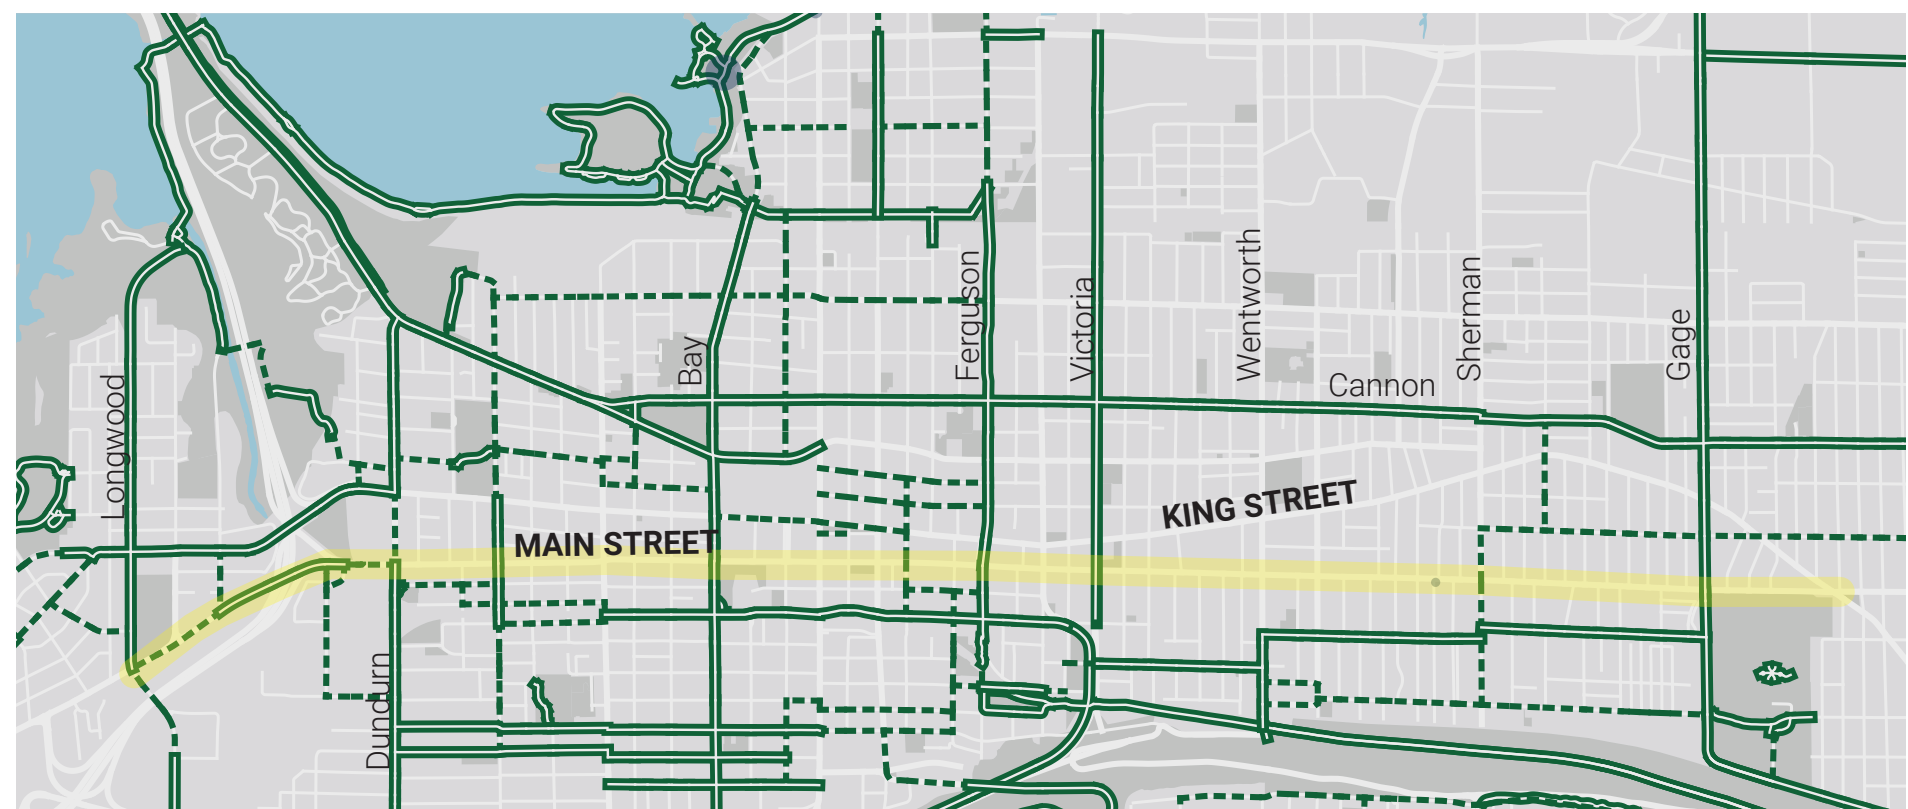 Wentworth
Ferguson
Sherman
Victoria
Gage
Bay
Cannon
Longwood
KING STREET
MAIN STREET
Dundurn